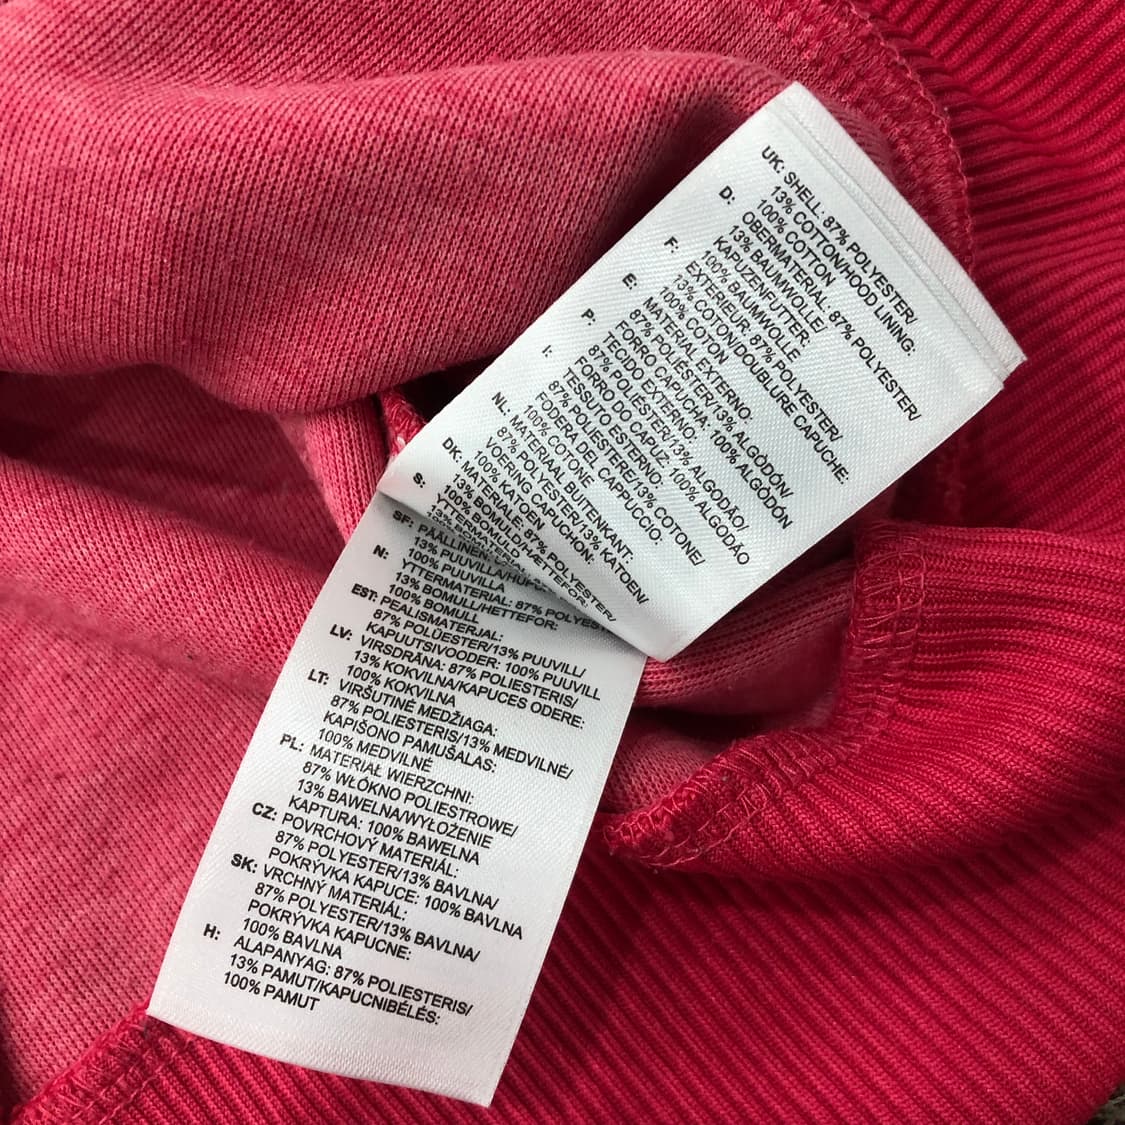 UK: SHELL: 87% POLYESTER/
13% COTTON/HOOD LINING:
100% COTTON
D: OBERMATERIAL: 87% POLYESTER/
13% BAUMWOLLE/
KAPUZENFUTTER:
100% BAUMWOLLE
F: EXTERIEUR: 87% POLYESTER/
13% COTON/DOUBLURE CAPUCHE:
100% COTON
E: MATERIAL EXTERNO:
87% POLIÉSTER/13% ALGODÓN/
FORRO CAPUCHA: 100% ALGODÓN
P: TECIDO EXTERNO:
87% POLIÉSTER/13% ALGODÃO/
FORRO DO CAPUZ: 100% ALGODÃO
I: TESSUTO ESTERNO:
87% POLIESTERE/13% COTONE/
FODERA DEL CAPPUCCIO:
100% COTONE
NL: MATERIAAL BUITENKANT:
87% POLYESTER/13% KATOEN/
VOERING CAPUCHON:
100% KATOEN
DK: MATERIALE: 87% POLYESTER/
13% BOMULD/HÆTTEFOR:
100% BOMULD
S: YTTERMATERIAL:
SF: PÄÄLLINEN:
13% PUUVILLA/HUP
100% PUUVILLA
N: YTTERMATERIAL: 87% POLYES
13% BOMULL/HETTEFOR:
100% BOMULL
EST: PEALISMATERJAL:
87% POLÜESTER/13% PUUVILL/
KAPUUTSIVOODER: 100% PUUVILL
LV: VIRSDRĀNA: 87% POLIESTERIS/
13% KOKVILNA/KAPUCES ODERE:
100% KOKVILNA
LT: VIRŠUTINĖ MEDŽIAGA:
87% POLIESTERIS/13% MEDVILNĖ/
KAPIŠONO PAMUŠALAS:
100% MEDVILNĖ
PL: MATERIAŁ WIERZCHNI:
87% WŁÓKNO POLIESTROWE/
13% BAWEŁNA/WYŁOŻENIE
KAPTURA: 100% BAWEŁNA
CZ: POVRCHOVÝ MATERIÁL:
87% POLYESTER/13% BAVLNA/
POKRÝVKA KAPUCE: 100% BAVLNA
SK: VRCHNÝ MATERIÁL:
87% POLYESTER/13% BAVLNA/
POKRÝVKA KAPUCNE:
100% BAVLNA
H: ALAPANYAG: 87% POLIESTERIS/
13% PAMUT/KAPUCNIBÉLÉS:
100% PAMUT